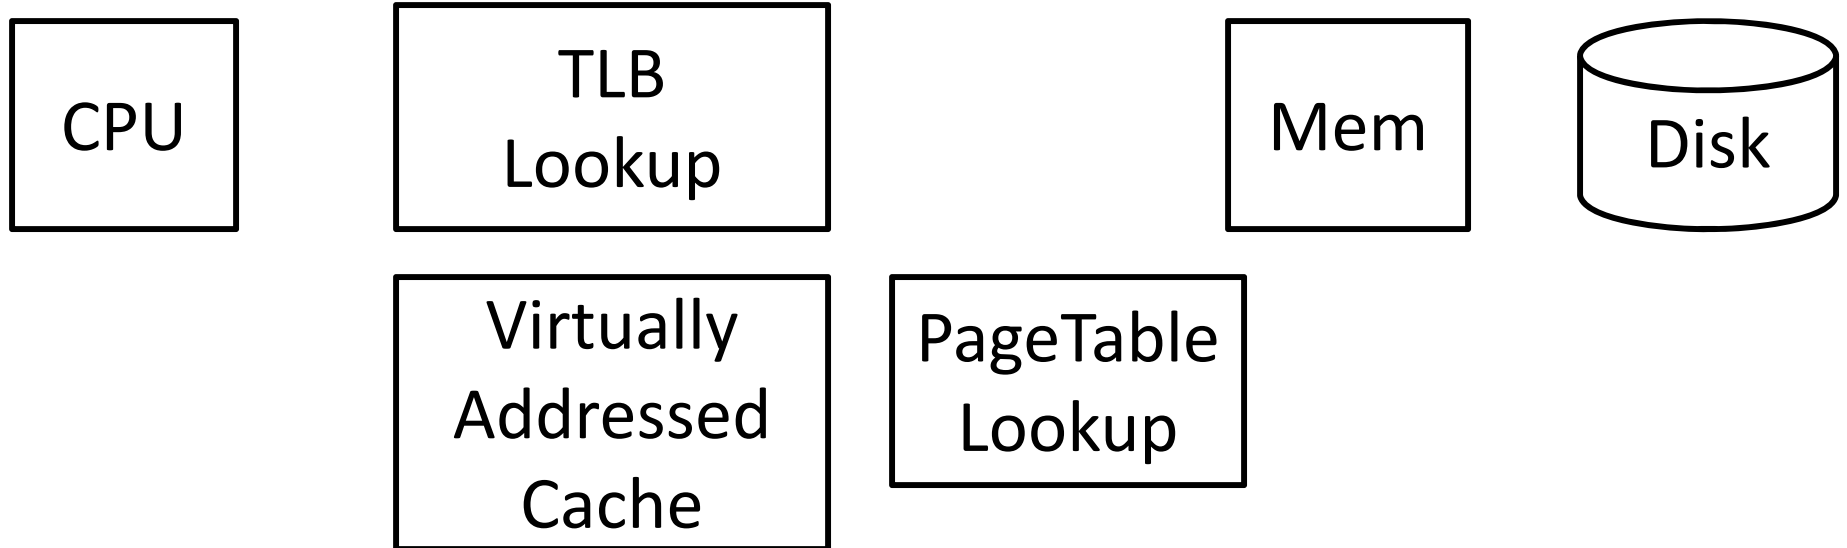 CPU
TLB
Lookup
Mem
Disk
Virtually
Addressed
Cache
PageTable
Lookup